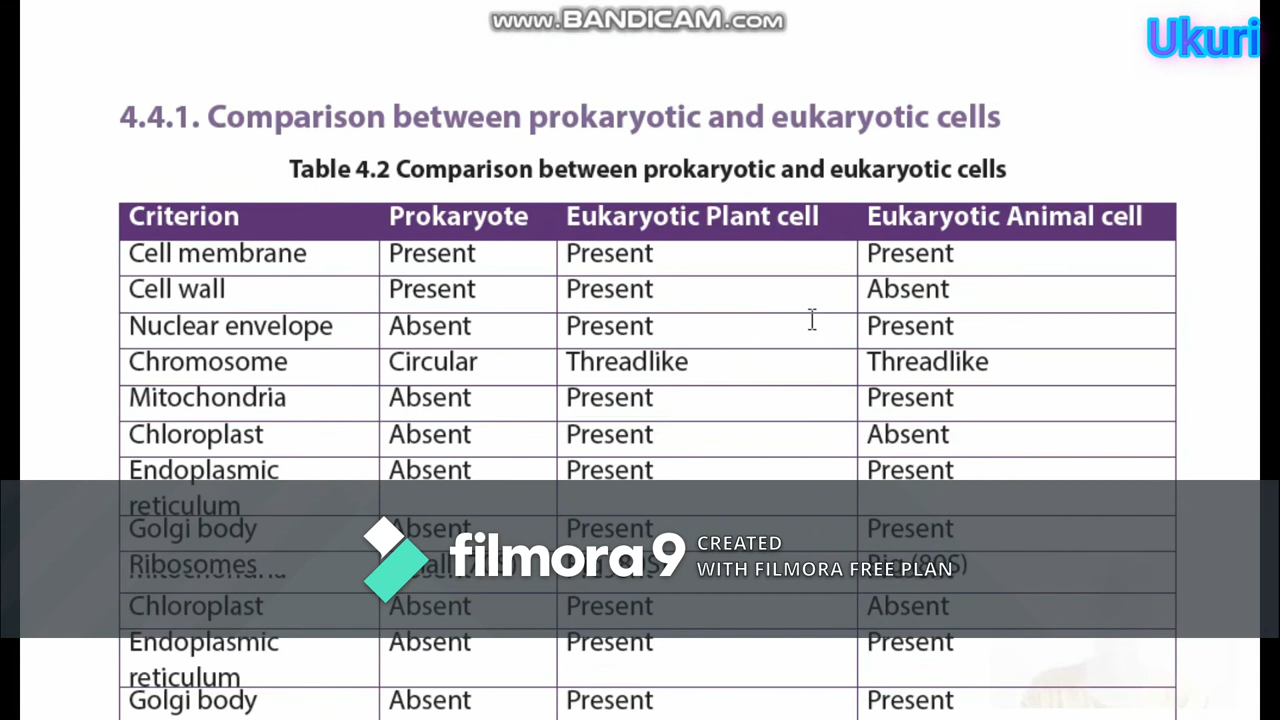 www.BANDICAM.com
Ukuri
4.4.1. Comparison between prokaryotic and eukaryotic cells
Table 4.2 Comparison between prokaryotic and eukaryotic cells
Criterion Prokaryote Eukaryotic Plant cell Eukaryotic Animal cell
Cell membrane Present Present Present
Cell wall Present Present Absent
Nuclear envelope Absent Present Present
Chromosome Circular Threadlike Threadlike
Mitochondria Absent Present Present
Chloroplast Absent Present Absent
Endoplasmic reticulum Absent Present Present
Golgi body Absent Present Present
Ribosomes
filmora9 CREATED
WITH FILMORA FREE PLAN
Chloroplast Absent Present Absent
Endoplasmic reticulum Absent Present Present
Golgi body Absent Present Present